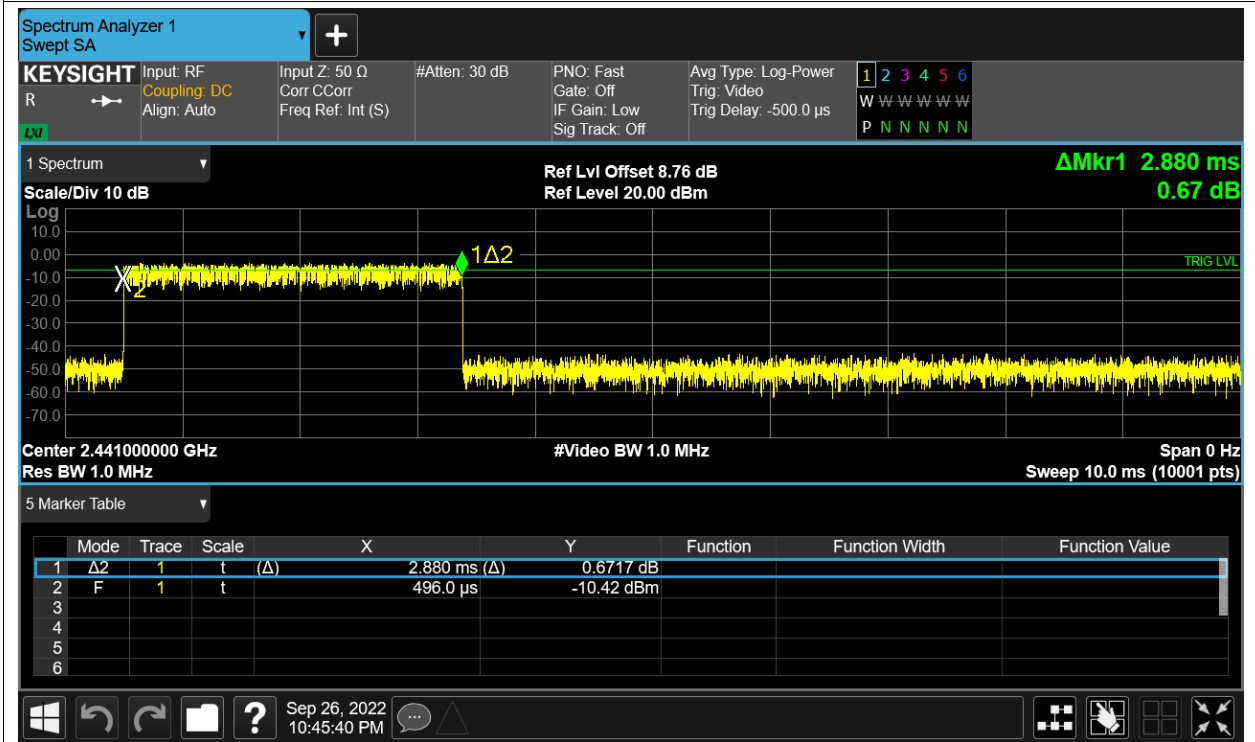 Spectrum Analyzer 1
Swept SA
KEYSIGHT
R
LXI
Input: RF
Coupling: DC
Align: Auto
Input Z: 50 Ω
Corr CCorr
Freq Ref: Int (S)
#Atten: 30 dB
PNO: Fast
Gate: Off
IF Gain: Low
Sig Track: Off
Avg Type: Log-Power
Trig: Video
Trig Delay: -500.0 µs
1 2 3 4 5 6
W W W W W W
P N N N N N
1 Spectrum
Scale/Div 10 dB
Ref Lvl Offset 8.76 dB
Ref Level 20.00 dBm
ΔMkr1 2.880 ms
0.67 dB
Log
10.0
0.00
-10.0
-20.0
-30.0
-40.0
-50.0
-60.0
-70.0
1Δ2
2
TRIG LVL
Center 2.441000000 GHz
Res BW 1.0 MHz
#Video BW 1.0 MHz
Span 0 Hz
Sweep 10.0 ms (10001 pts)
5 Marker Table
Mode Trace Scale X Y Function Function Width Function Value
1 Δ2 1 t (Δ) 2.880 ms (Δ) 0.6717 dB
2 F 1 t 496.0 µs -10.42 dBm
3
4
5
6
?
Sep 26, 2022
10:45:40 PM